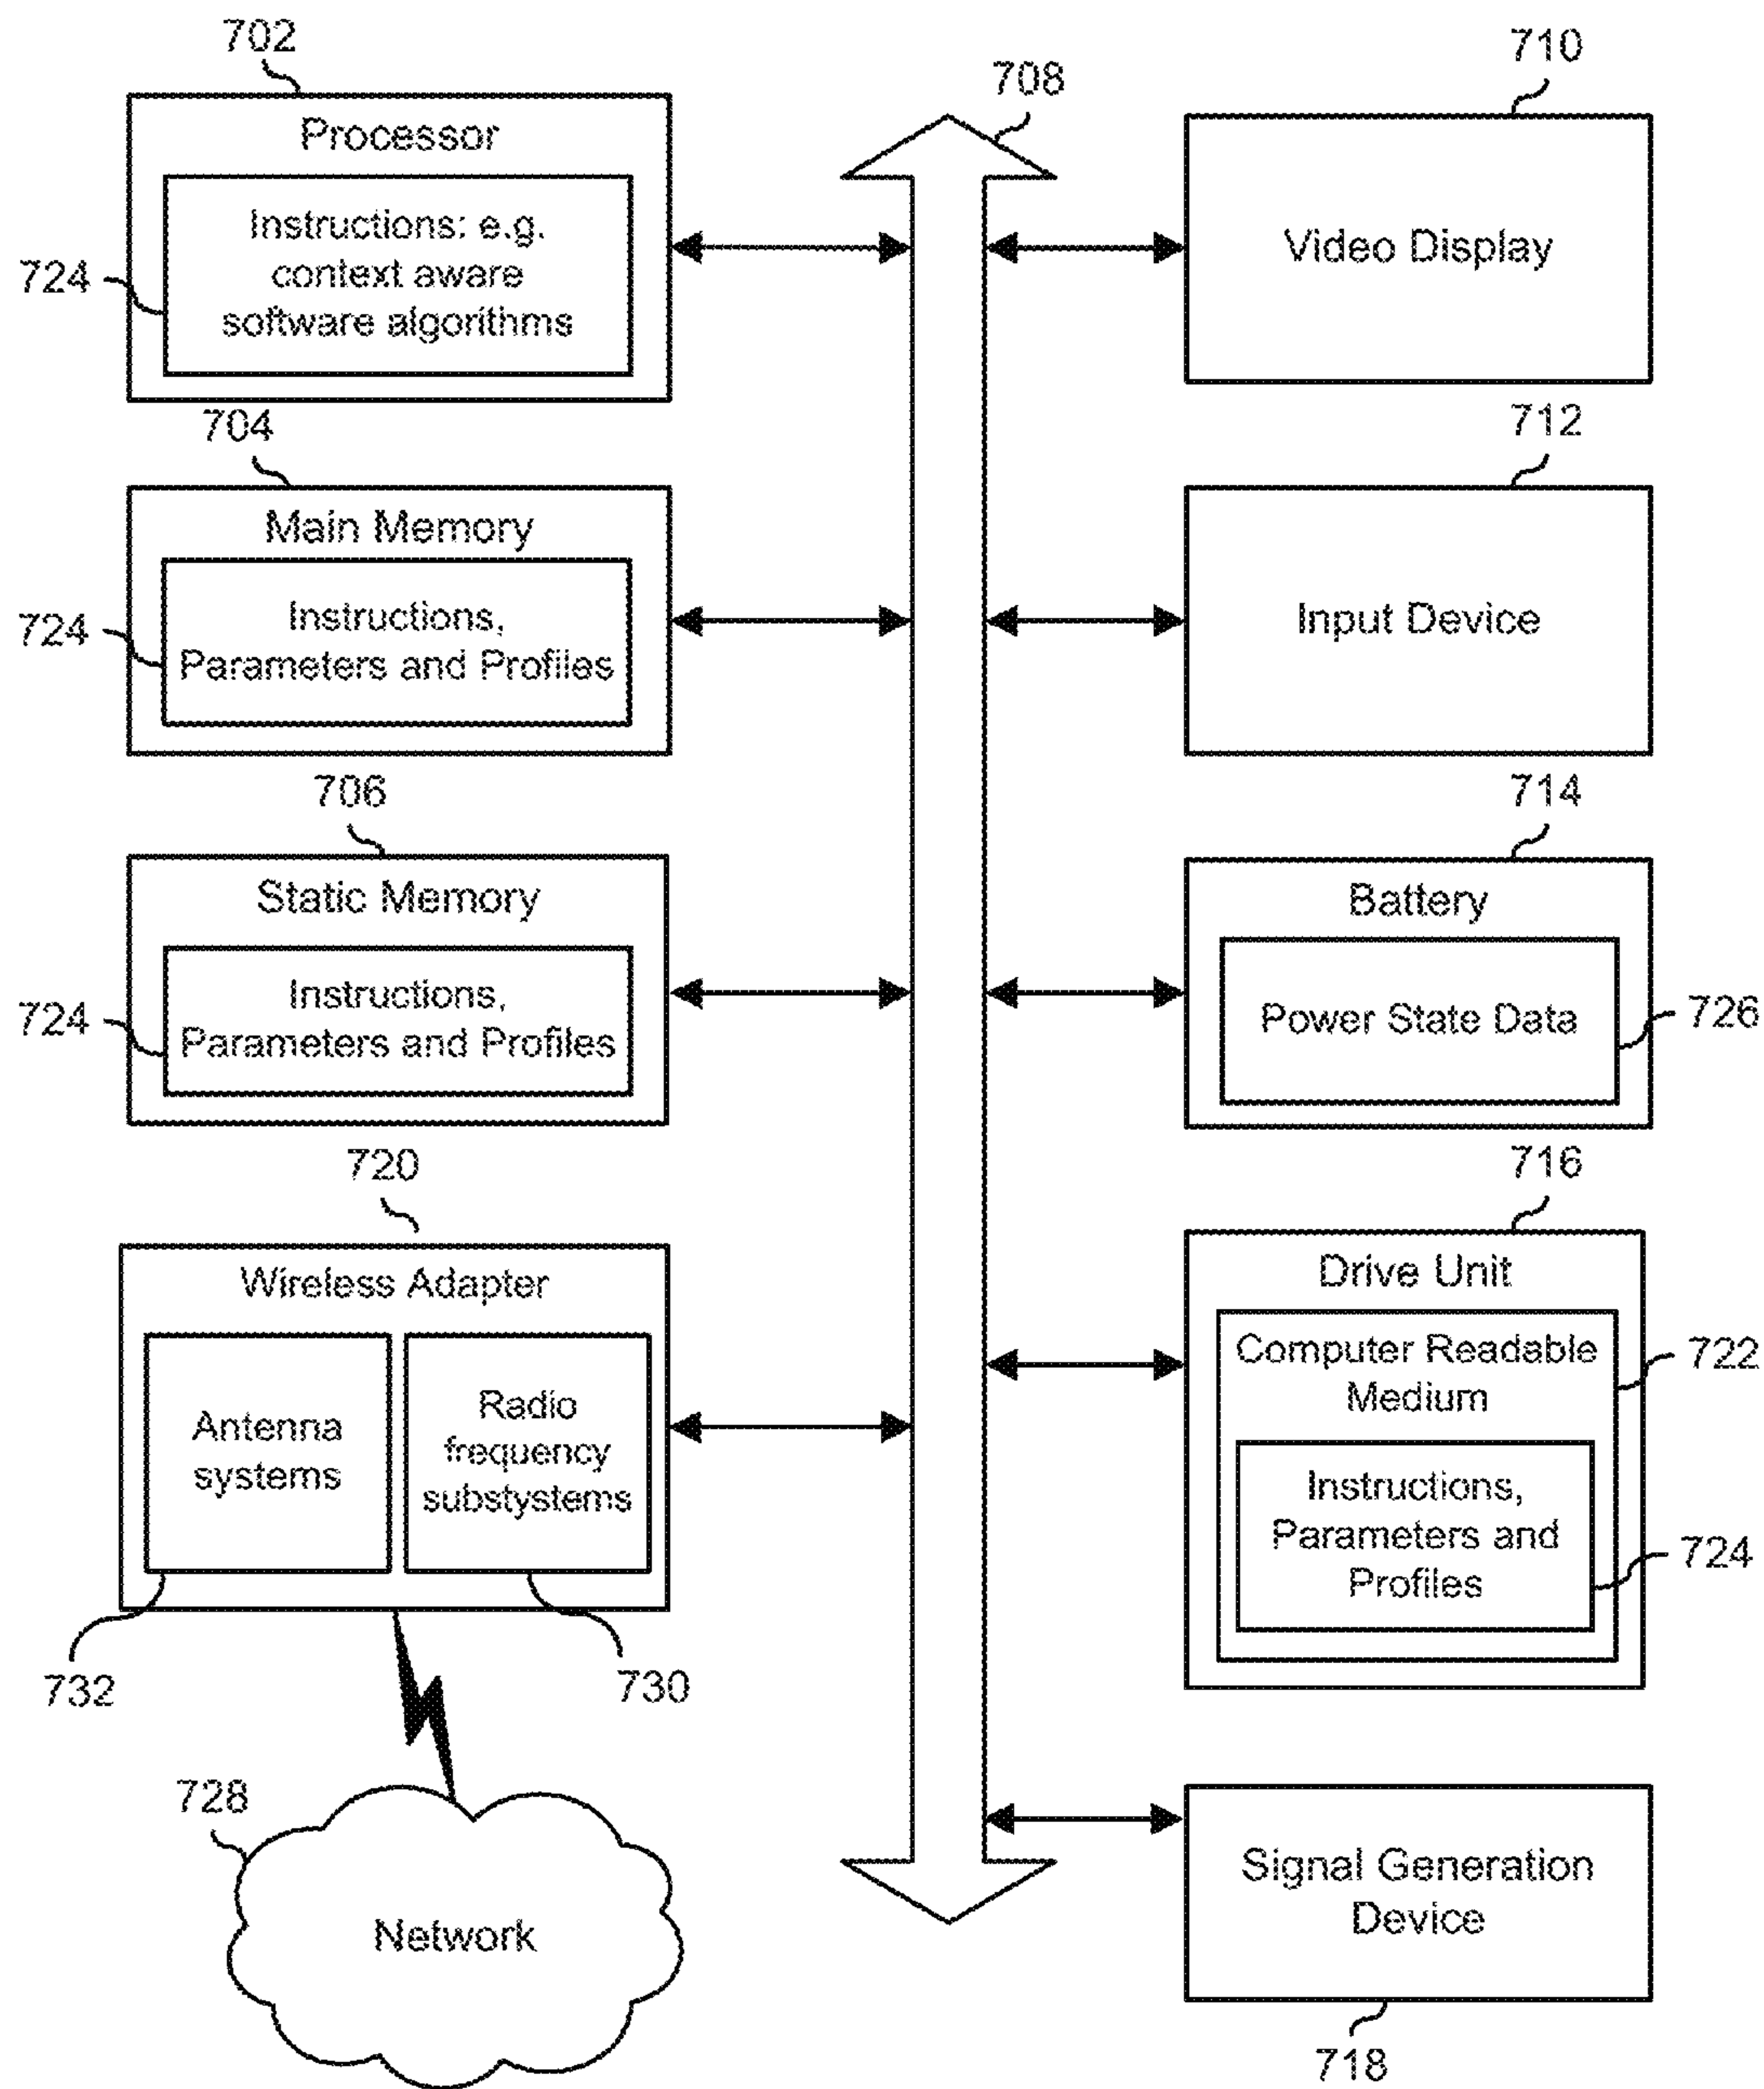 702
Processor
Instructions: e.g.
context aware
software algorithms
724
704
Main Memory
Instructions,
Parameters and Profiles
724
706
Static Memory
Instructions,
Parameters and Profiles
724
720
Wireless Adapter
Antenna
systems
Radio
frequency
substystems
732
730
728
Network
708
710
Video Display
712
Input Device
714
Battery
Power State Data
726
716
Drive Unit
Computer Readable
Medium
722
Instructions,
Parameters and
Profiles
724
Signal Generation
Device
718